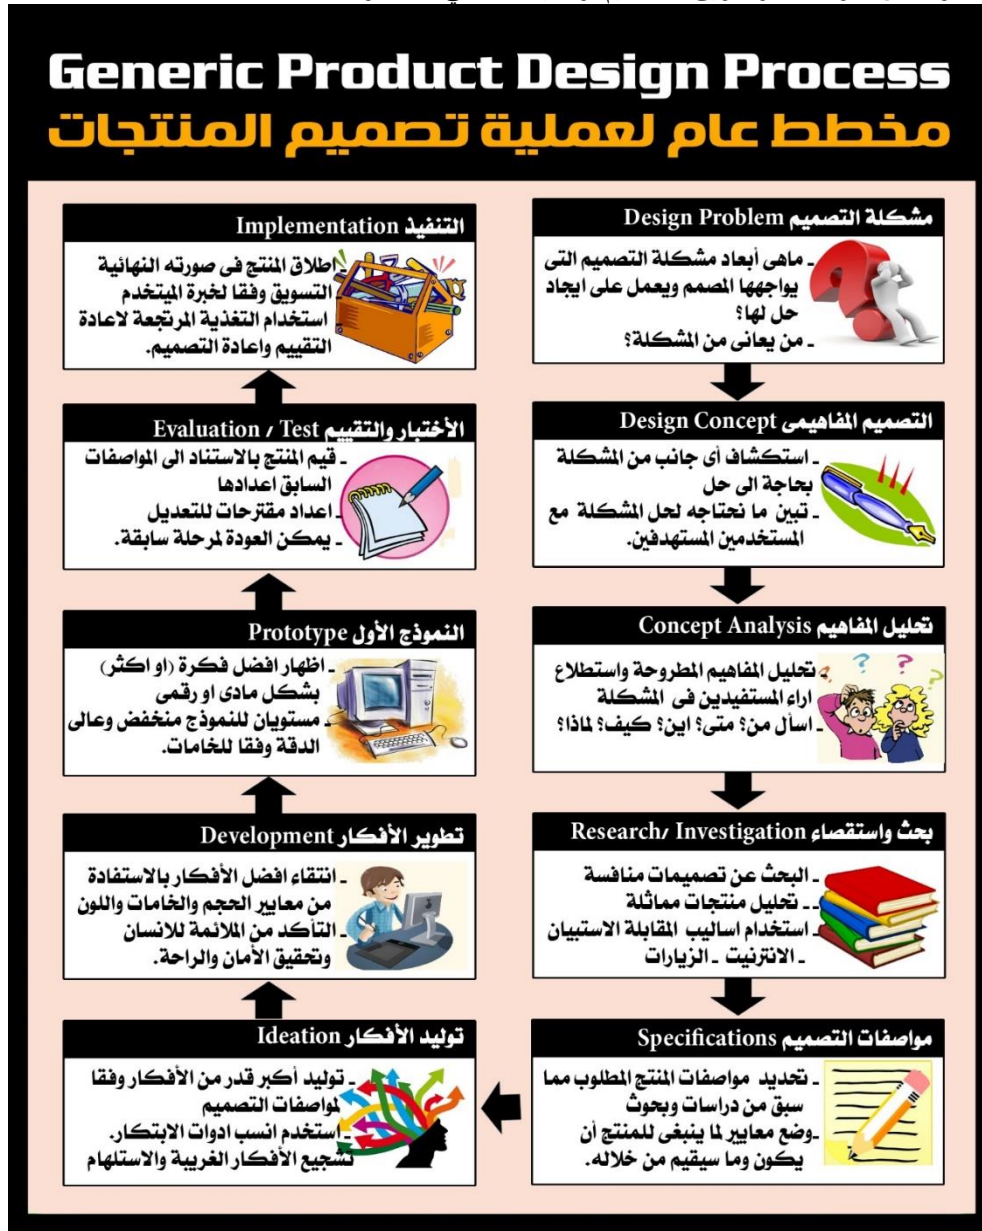 Generic Product Design Process
مخطط عام لعملية تصميم المنتجات
مشكلة التصميم Design Problem
ـ ماهى أبعاد مشكلة التصميم التى
يواجهها المصمم ويعمل على ايجاد
حل لها؟
ـ من يعانى من المشكلة؟
التصميم المفاهيمى Design Concept
ـ استكشاف أى جانب من المشكلة
بحاجة الى حل
ـ تبين ما نحتاجه لحل المشكلة مع
المستخدمين المستهدفين.
تحليل المفاهيم Concept Analysis
ـ تحليل المفاهيم المطروحة واستطلاع
اراء المستفيدين فى المشكلة
ـ اسأل من؟ متى؟ اين؟ كيف؟ لماذا؟
بحث واستقصاء Research/ Investigation
ـ البحث عن تصميمات منافسة
ـ ـ تحليل منتجات مماثلة
ـ استخدام اساليب المقابلة الاستبيان
ـ الانترنيت ـ الزيارات
مواصفات التصميم Specifications
ـ تحديد مواصفات المنتج المطلوب مما
سبق من دراسات وبحوث
ـوضع معايير لما ينبغى للمنتج أن
يكون وما سيقيم من خلاله.
توليد الأفكار Ideation
ـ توليد أكبر قدر من الأفكار وفقا
لمواصفات التصميم
ـ استخدم انسب ادوات الابتكار.
تشجيع الأفكار الغريبة والاستلهام
تطوير الأفكار Development
ـ انتقاء افضل الأفكار بالاستفادة
من معايير الحجم والخامات واللون
ـ التأكد من الملائمة للانسان
وتحقيق الأمان والراحة.
النموذج الأول Prototype
ـ اظهار افضل فكرة (او اكثر)
بشكل مادى او رقمى
ـ مستويان للنموذج منخفض وعالى
الدقة وفقا للخامات.
الأختبار والتقييم Evaluation / Test
ـ قيم المنتج بالاستناد الى المواصفات
السابق اعدادها
ـ اعداد مقترحات للتعديل
ـ يمكن العودة لمرحلة سابقة.
التنفيذ Implementation
ـ اطلاق المنتج فى صورته النهائية
التسويق وفقا لخبرة الميتخدم
استخدام التغذية المرتجعة لاعادة
التقييم واعادة التصميم.